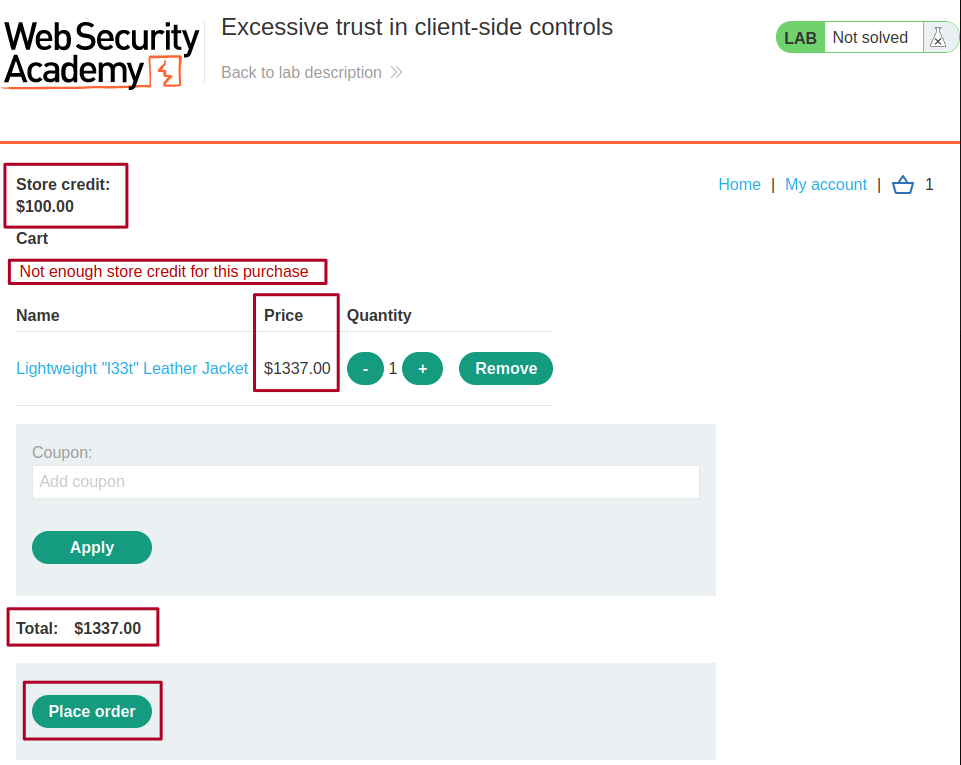 Web Security
Academy
Excessive trust in client-side controls
Back to lab description
LAB Not solved
Store credit:
$100.00
Home | My account | 1
Cart
Not enough store credit for this purchase
Name Price Quantity
Lightweight "l33t" Leather Jacket $1337.00 - 1 + Remove
Coupon:
Add coupon
Apply
Total: $1337.00
Place order